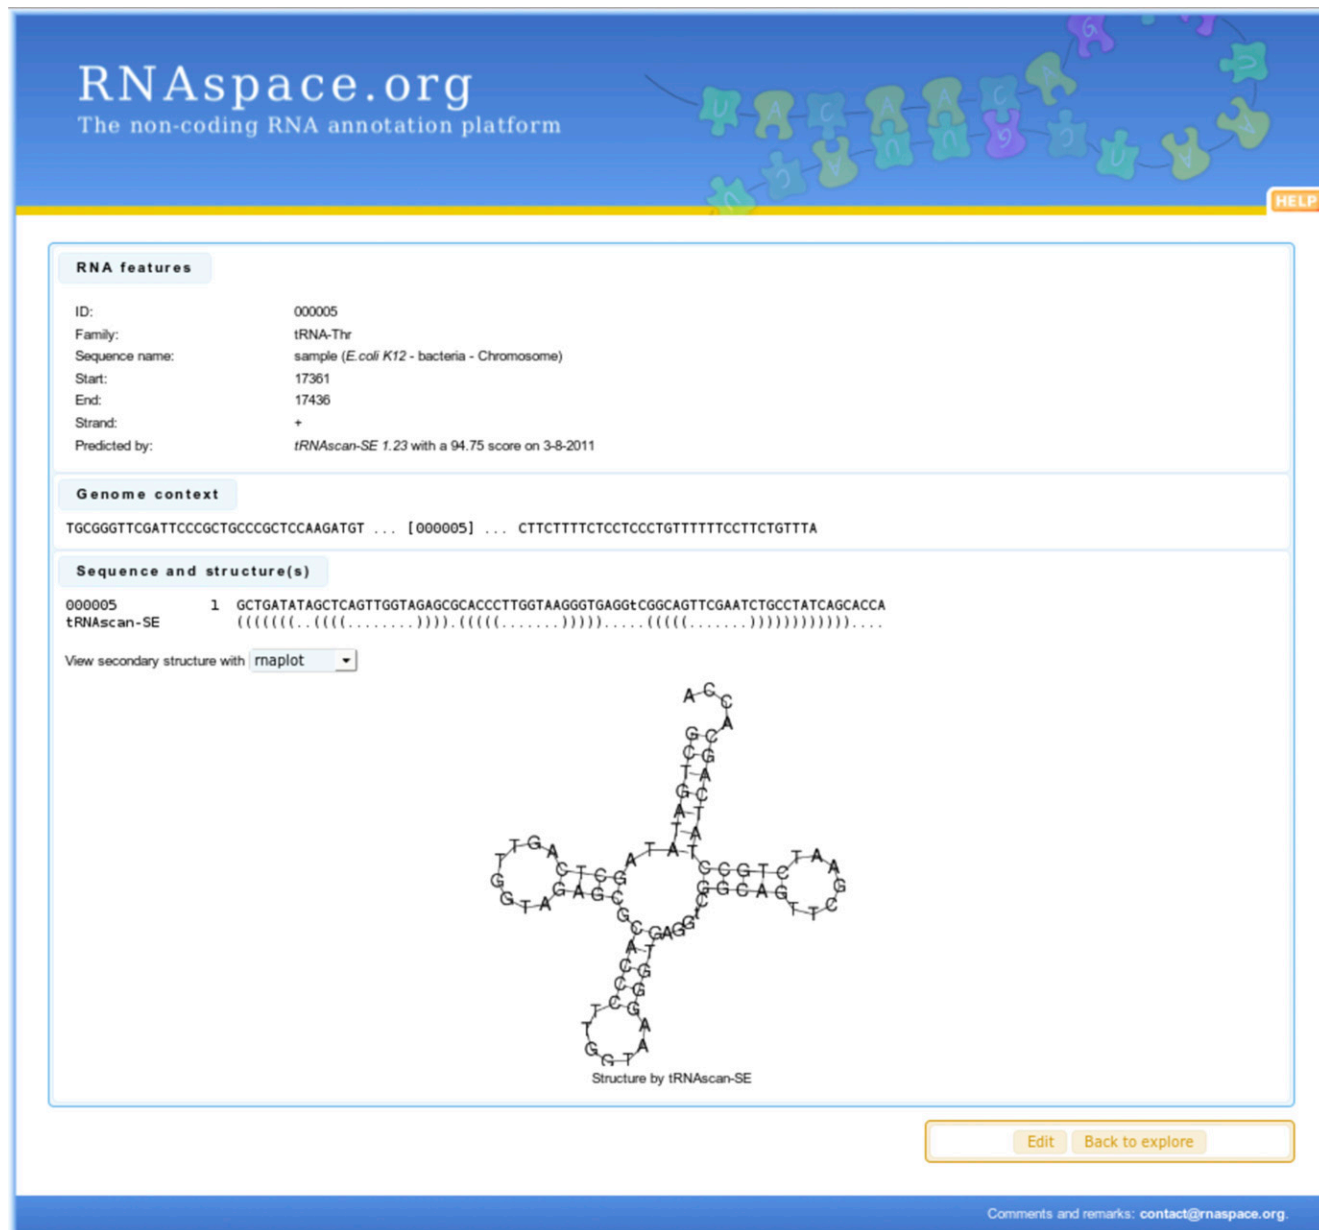 RNAspace.org
The non-coding RNA annotation platform
HELP
RNA features
ID: 000005
Family: tRNA-Thr
Sequence name: sample (E.coli K12 - bacteria - Chromosome)
Start: 17361
End: 17436
Strand: +
Predicted by: tRNAscan-SE 1.23 with a 94.75 score on 3-8-2011
Genome context
TGCGGGTTCGATTCCCGCTGCCCGCTCCAAGATGT ... [000005] ... CTTCTTTTCTCCTCCCTGTTTTTTCCTTCTGTTTA
Sequence and structure(s)
000005 1 GCTGATATAGCTCAGTTGGTAGAGCGCACCCTTGGTAAGGGTGAGGtCGGCAGTTCGAATCTGCCTATCAGCACCA
tRNAscan-SE (((((((..((((........)))).(((((.......))))).....(((((.......))))))))))))....
View secondary structure with rnaplot
Structure by tRNAscan-SE
Edit Back to explore
Comments and remarks: contact@rnaspace.org.